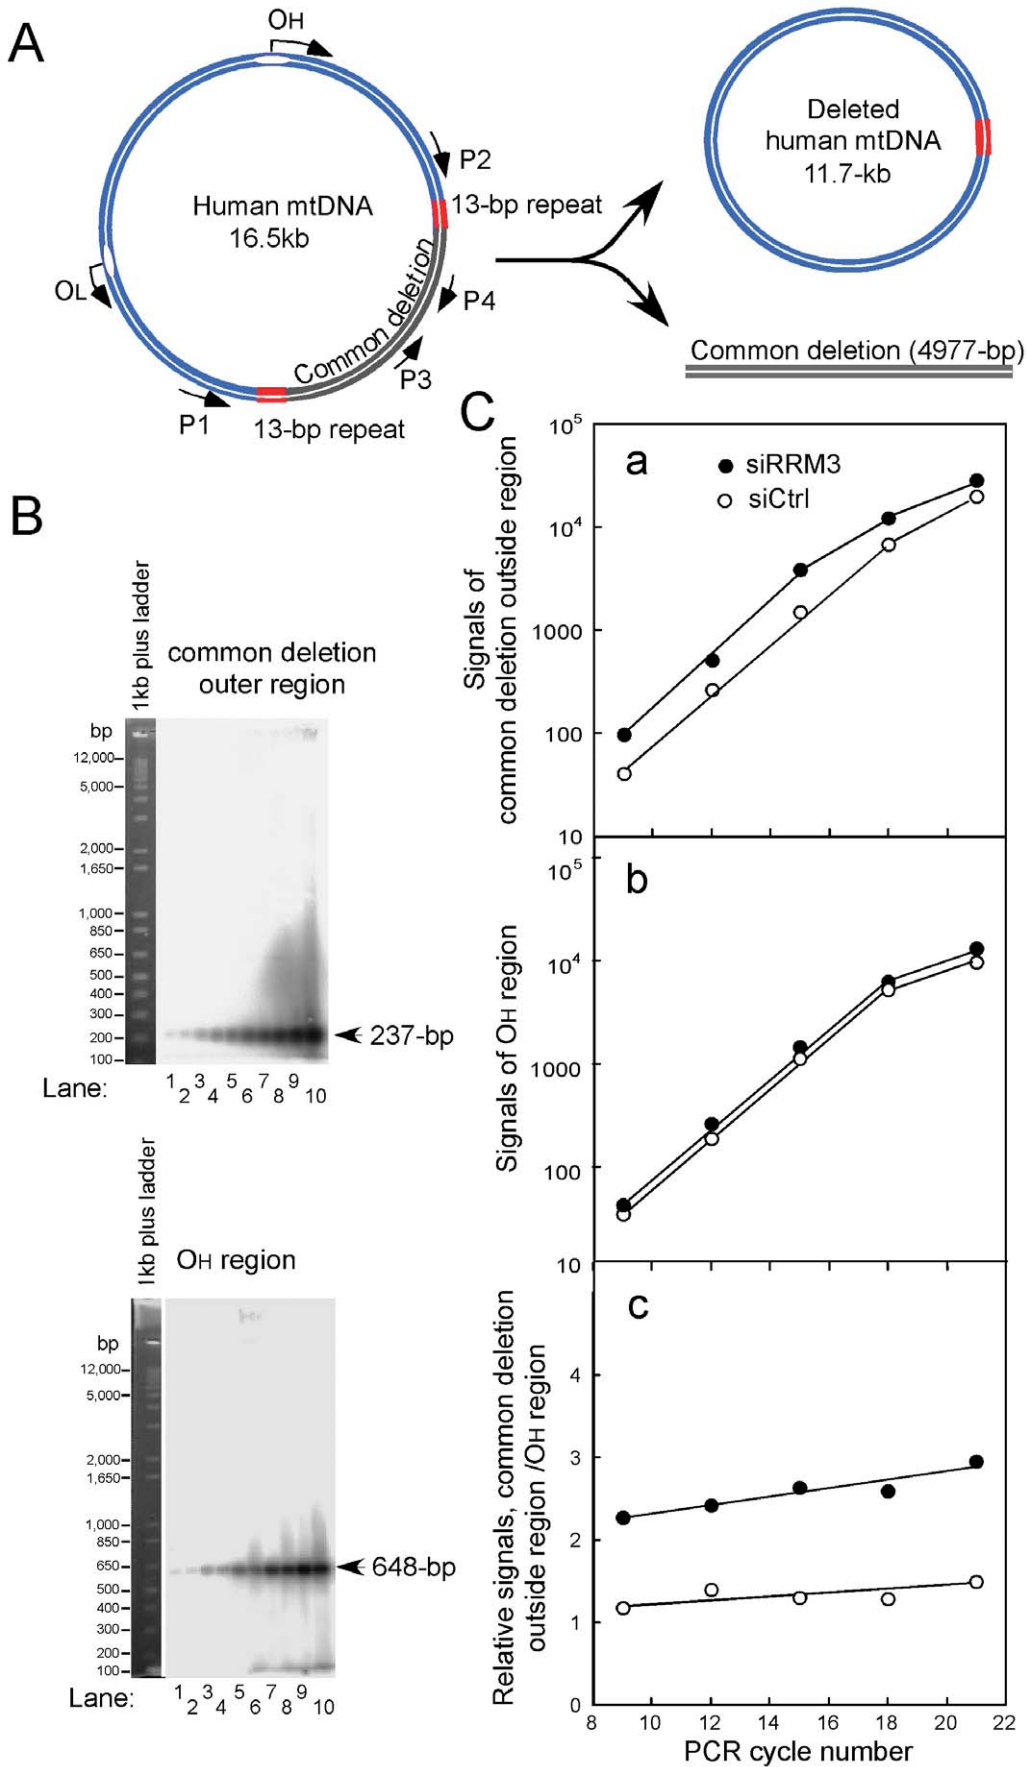 A
OH
P2
13-bp repeat
Human mtDNA
16.5kb
Common deletion
P4
P3
OL
P1
13-bp repeat
Deleted
human mtDNA
11.7-kb
Common deletion (4977-bp)
B
1kb plus ladder
common deletion
outer region
bp
12,000
5,000
2,000
1,650
1,000
850
650
500
400
300
200
100
237-bp
Lane: 1 2 3 4 5 6 7 8 9 10
1kb plus ladder
OH region
bp
12,000
5,000
2,000
1,650
1,000
850
650
500
400
300
200
100
648-bp
Lane: 1 2 3 4 5 6 7 8 9 10
C
a
siRRM3
siCtrl
Signals of
common deletion outside region
10^5
10^4
1000
100
10
b
Signals of OH region
10^5
10^4
1000
100
10
c
Relative signals, common deletion
outside region /OH region
4
3
2
1
0
8 10 12 14 16 18 20 22
PCR cycle number